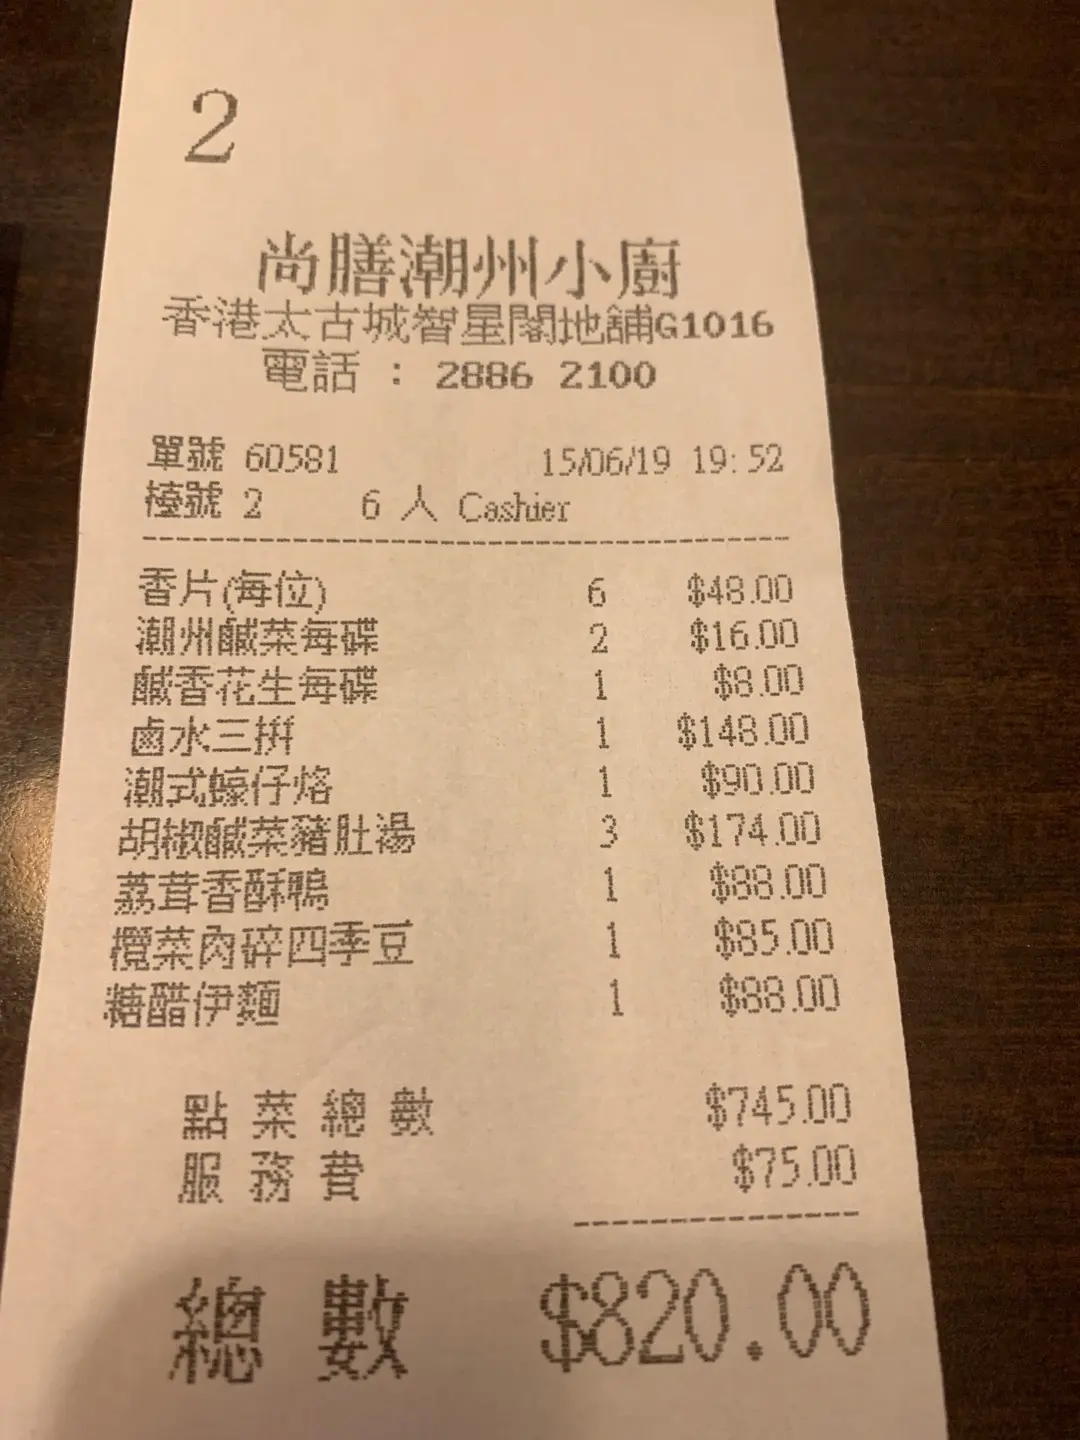 2
尚膳潮州小廚
香港太古城智星閣地舖G1016
電話 : 2886 2100
單號 60581 15/06/19 19:52
檯號 2 6 人 Cashier
香片(每位) 6 $48.00
潮州鹹菜每碟 2 $16.00
鹹香花生每碟 1 $8.00
鹵水三拼 1 $148.00
潮式蠔仔烙 1 $90.00
胡椒鹹菜豬肚湯 3 $174.00
荔茸香酥鴨 1 $88.00
欖菜肉碎四季豆 1 $85.00
糖醋伊麵 1 $88.00
點菜總數 $745.00
服務費 $75.00
總數 $820.00